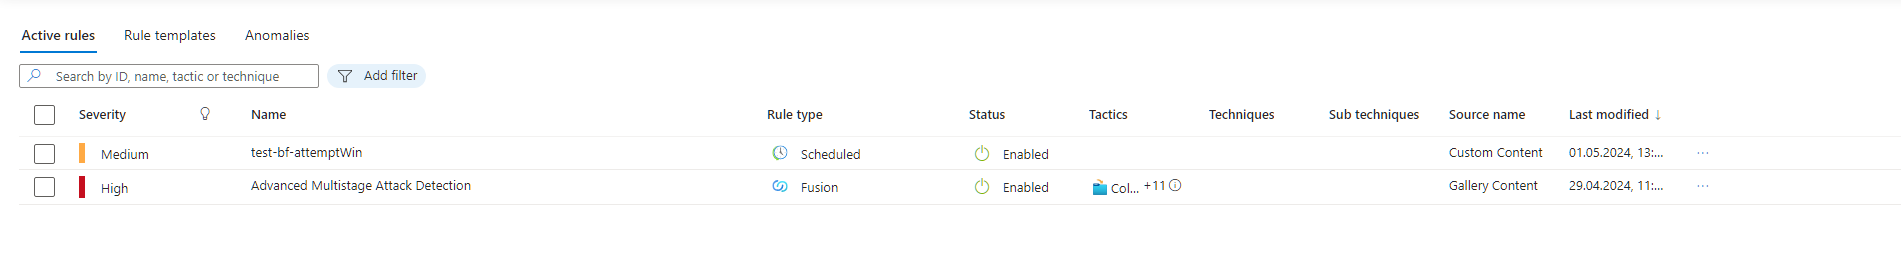 Active rules Rule templates Anomalies
Search by ID, name, tactic or technique Add filter
Severity Name Rule type Status Tactics Techniques Sub techniques Source name Last modified ↓
Medium test-bf-attemptWin Scheduled Enabled Custom Content 01.05.2024, 13:... ...
High Advanced Multistage Attack Detection Fusion Enabled Col... +11 Gallery Content 29.04.2024, 11:... ...